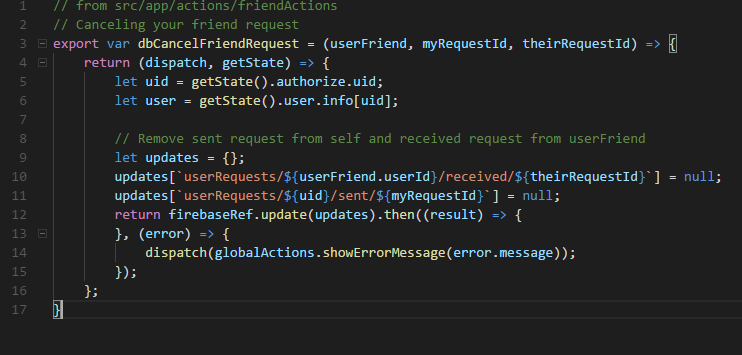 1 // from src/app/actions/friendActions
2 // Canceling your friend request
3 export var dbCancelFriendRequest = (userFriend, myRequestId, theirRequestId) => {
4     return (dispatch, getState) => {
5         let uid = getState().authorize.uid;
6         let user = getState().user.info[uid];
7
8         // Remove sent request from self and received request from userFriend
9         let updates = {};
10         updates[`userRequests/${userFriend.userId}/received/${theirRequestId}`] = null;
11         updates[`userRequests/${uid}/sent/${myRequestId}`] = null;
12         return firebaseRef.update(updates).then((result) => {
13         }, (error) => {
14             dispatch(globalActions.showErrorMessage(error.message));
15         });
16     };
17 }